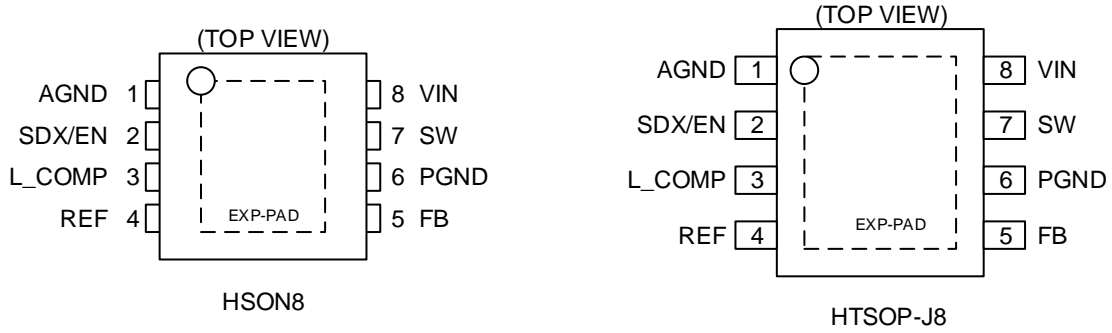 (TOP VIEW)
AGND 1 8 VIN
SDX/EN 2 7 SW
L_COMP 3 6 PGND
REF 4 EXP-PAD 5 FB
HSON8
(TOP VIEW)
AGND 1 8 VIN
SDX/EN 2 7 SW
L_COMP 3 6 PGND
REF 4 EXP-PAD 5 FB
HTSOP-J8